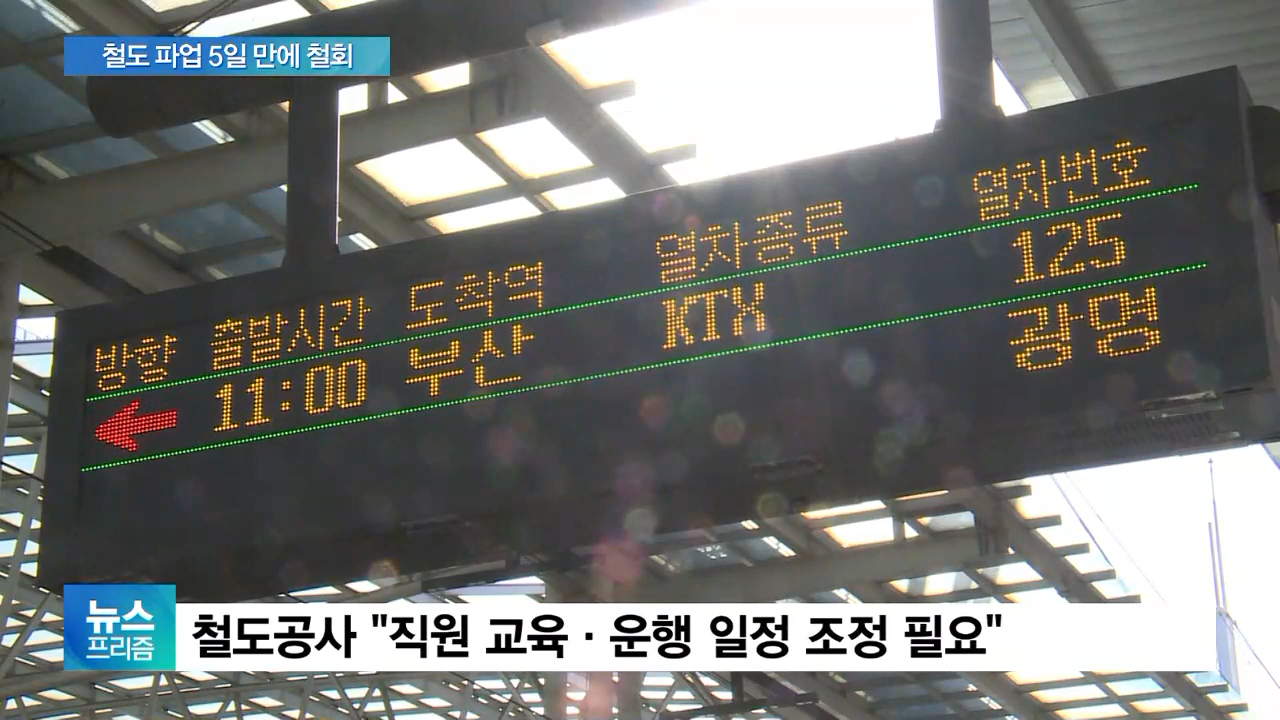 철도 파업 5일 만에 철회
방향 출발시간 도착역 열차종류 열차번호
11:00 부산 KTX 125
광명
뉴스
프리즘
철도공사 "직원 교육·운행 일정 조정 필요"